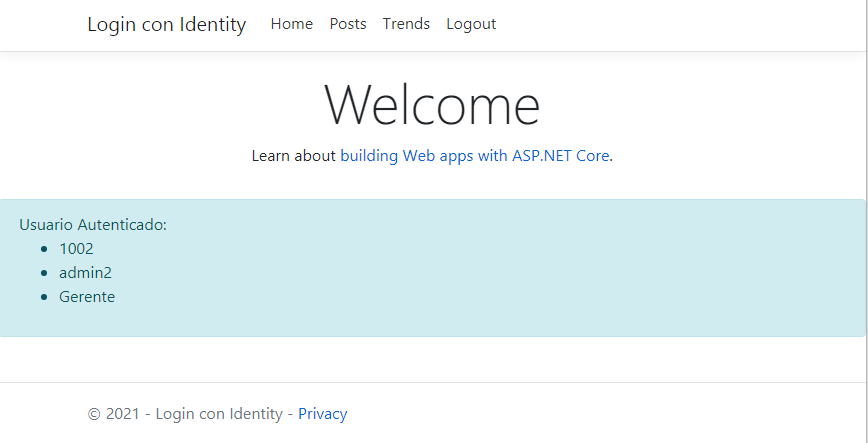 Login con Identity Home Posts Trends Logout
Welcome
Learn about building Web apps with ASP.NET Core.
Usuario Autenticado:
1002
admin2
Gerente
© 2021 - Login con Identity - Privacy